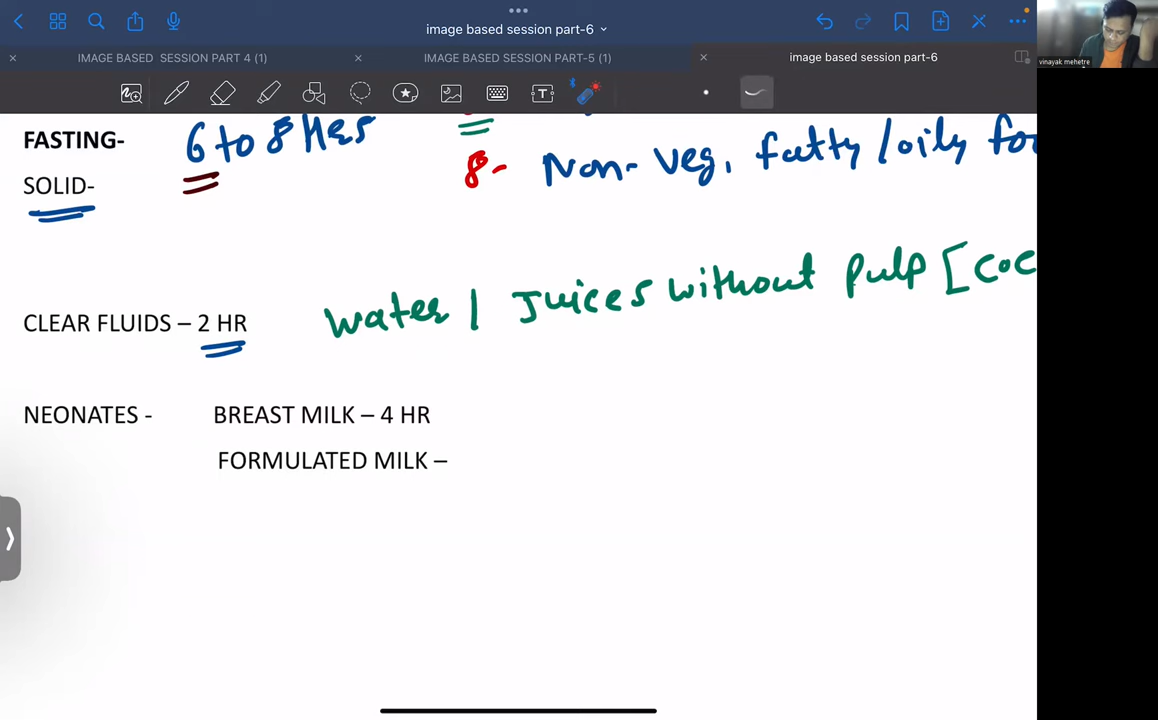 image based session part-6
IMAGE BASED SESSION PART 4 (1)
IMAGE BASED SESSION PART-5 (1)
image based session part-6
vinayak mehetre
FASTING- 6 to 8 Hrs
8- Non-veg, fatty/oily
SOLID-
water / Juices without pulp [coc
CLEAR FLUIDS – 2 HR
NEONATES - BREAST MILK – 4 HR
FORMULATED MILK –